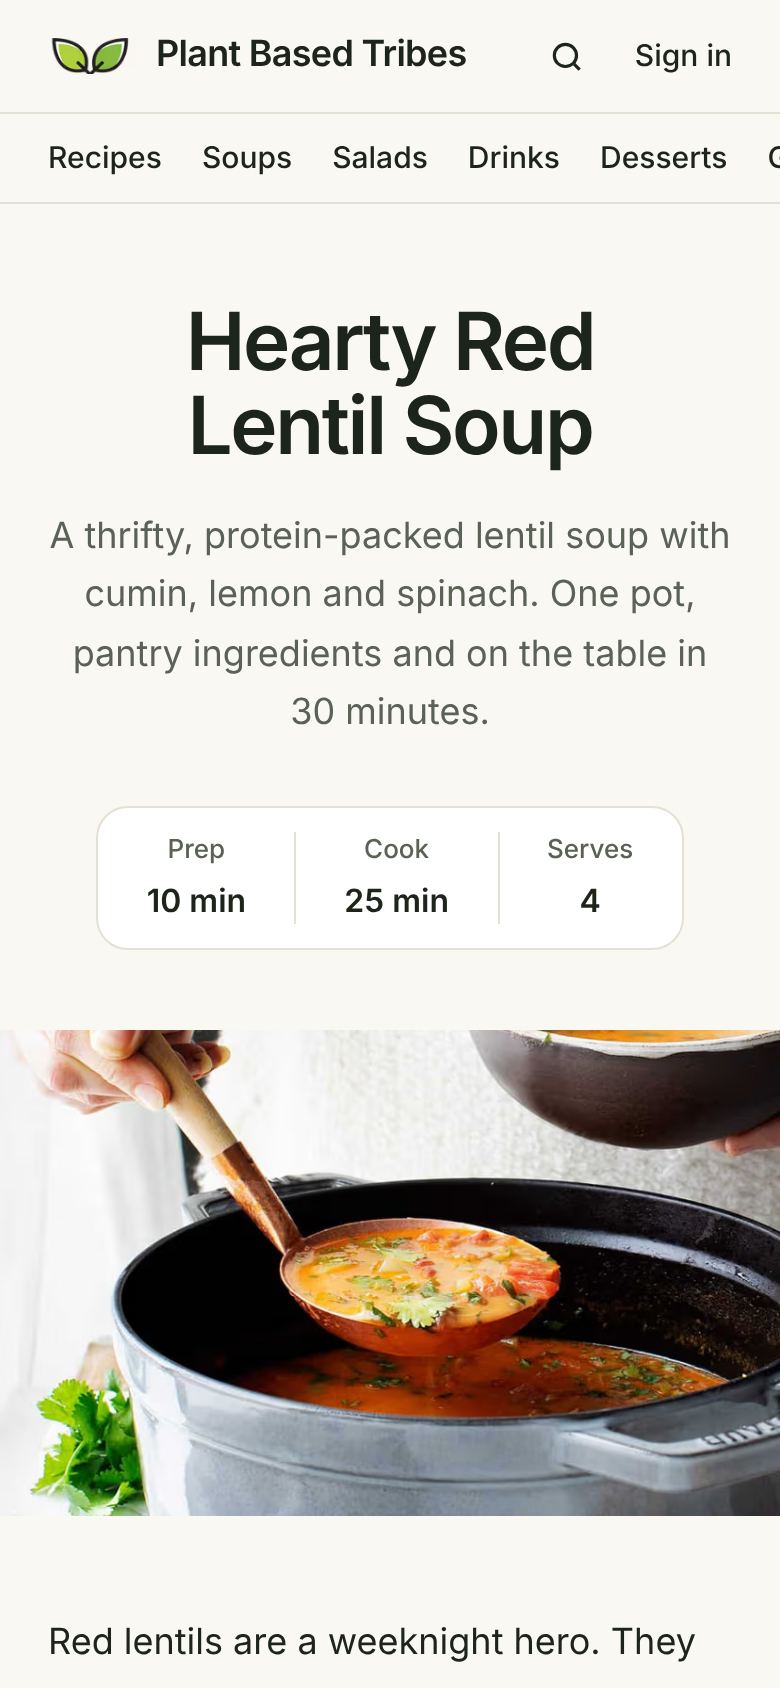 Plant Based Tribes
Sign in
Recipes Soups Salads Drinks Desserts
Hearty Red
Lentil Soup
A thrifty, protein-packed lentil soup with
cumin, lemon and spinach. One pot,
pantry ingredients and on the table in
30 minutes.
Prep Cook Serves
10 min 25 min 4
Red lentils are a weeknight hero. They